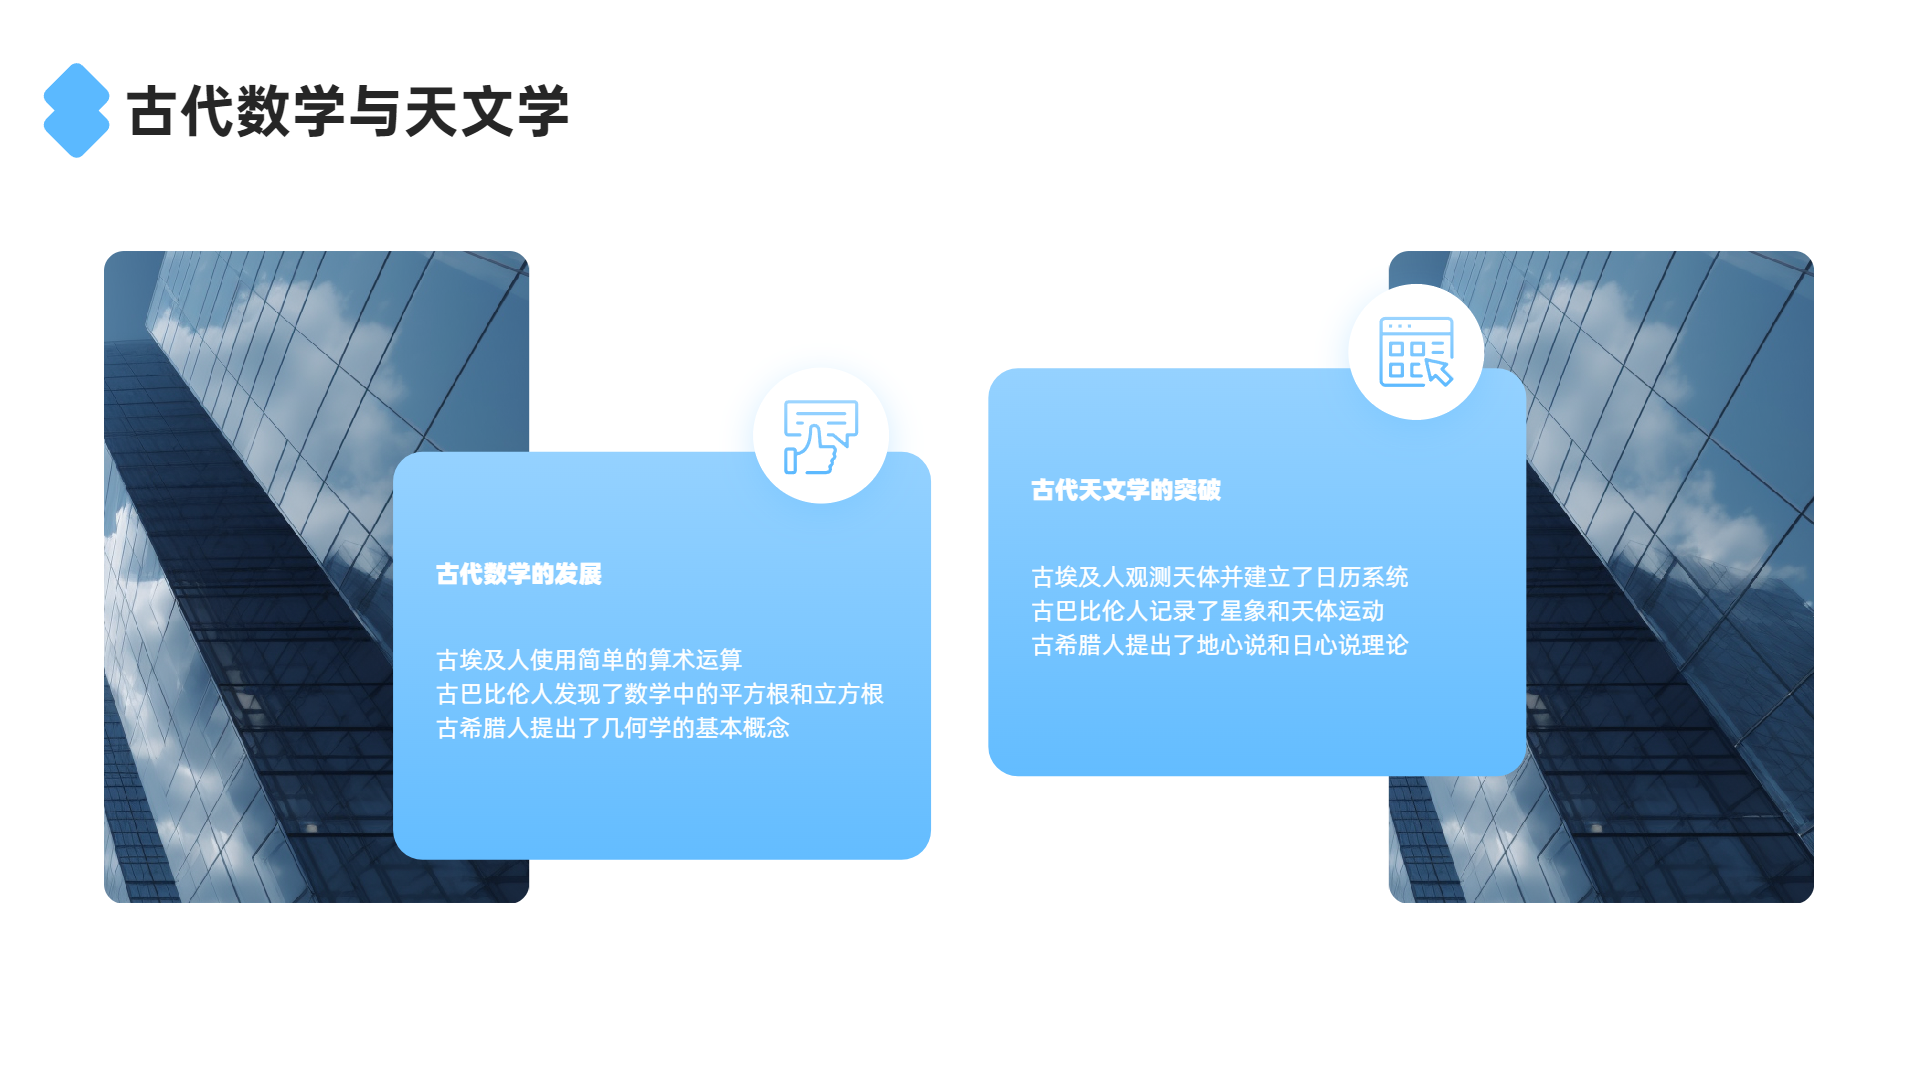 古代数学与天文学
古代数学的发展
古埃及人使用简单的算术运算
古巴比伦人发现了数学中的平方根和立方根
古希腊人提出了几何学的基本概念
古代天文学的突破
古埃及人观测天体并建立了日历系统
古巴比伦人记录了星象和天体运动
古希腊人提出了地心说和日心说理论